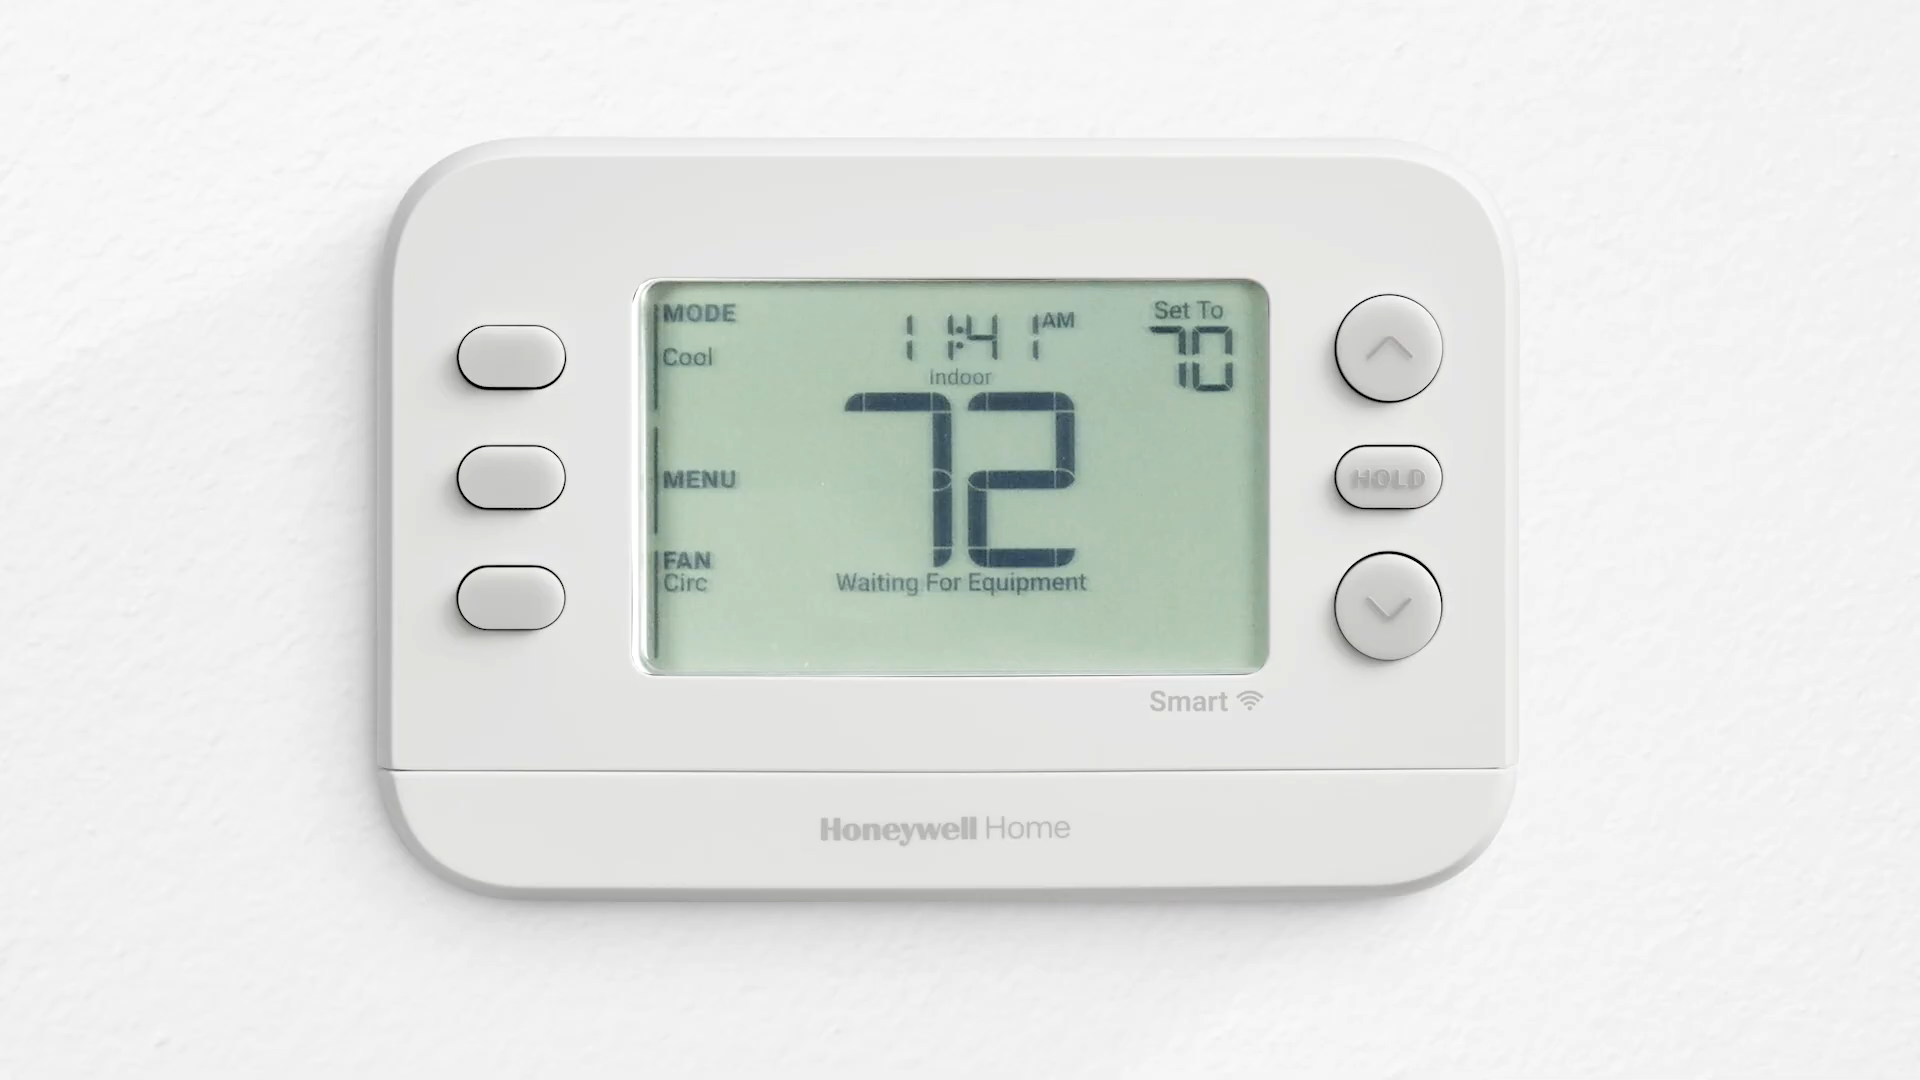 MODE
Cool
11:41 AM
Set To
70
Indoor
72
MENU
HOLD
FAN
Circ
Waiting For Equipment
Smart
Honeywell Home